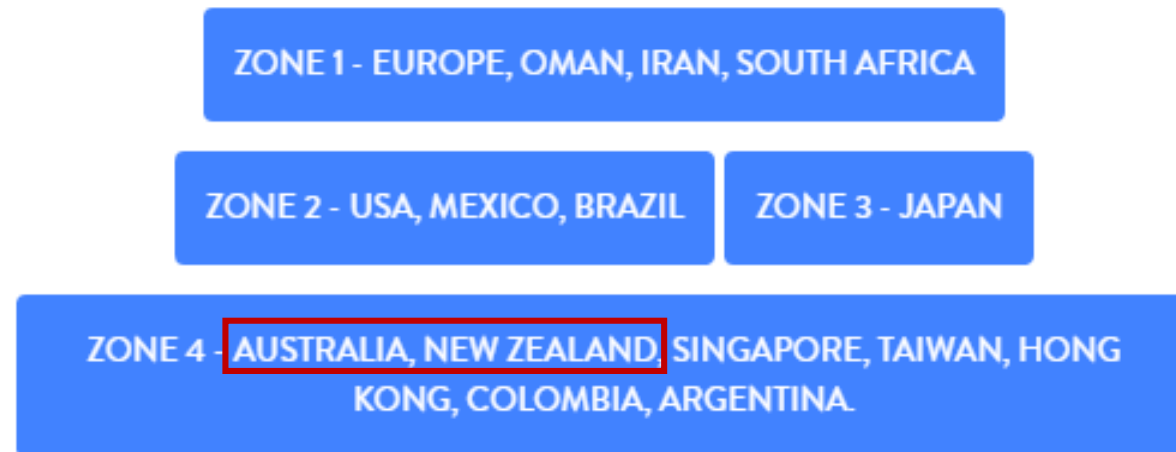 ZONE 1 - EUROPE, OMAN, IRAN, SOUTH AFRICA
ZONE 2 - USA, MEXICO, BRAZIL
ZONE 3 - JAPAN
ZONE 4 - AUSTRALIA, NEW ZEALAND, SINGAPORE, TAIWAN, HONG
KONG, COLOMBIA, ARGENTINA.